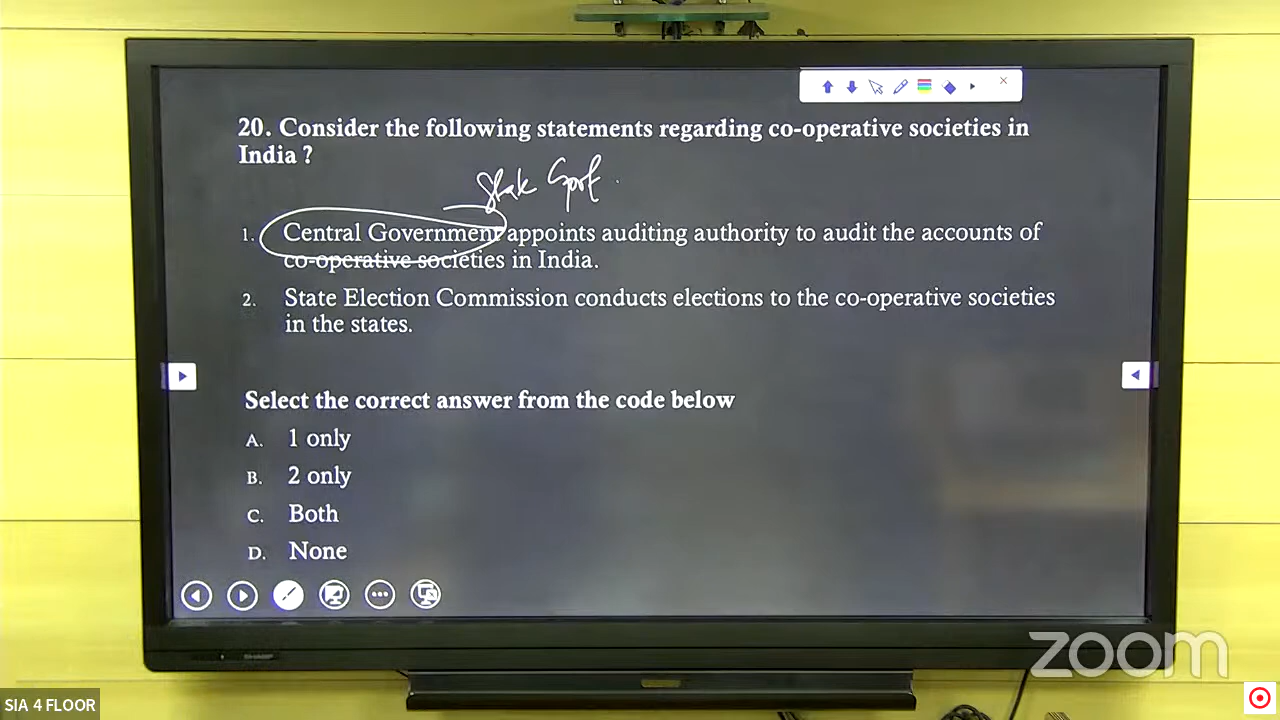 20. Consider the following statements regarding co-operative societies in
India ?
State Govt.
1. Central Government appoints auditing authority to audit the accounts of
co-operative societies in India.
2. State Election Commission conducts elections to the co-operative societies
in the states.
Select the correct answer from the code below
A. 1 only
B. 2 only
C. Both
D. None
SHARP
zoom
SIA 4 FLOOR